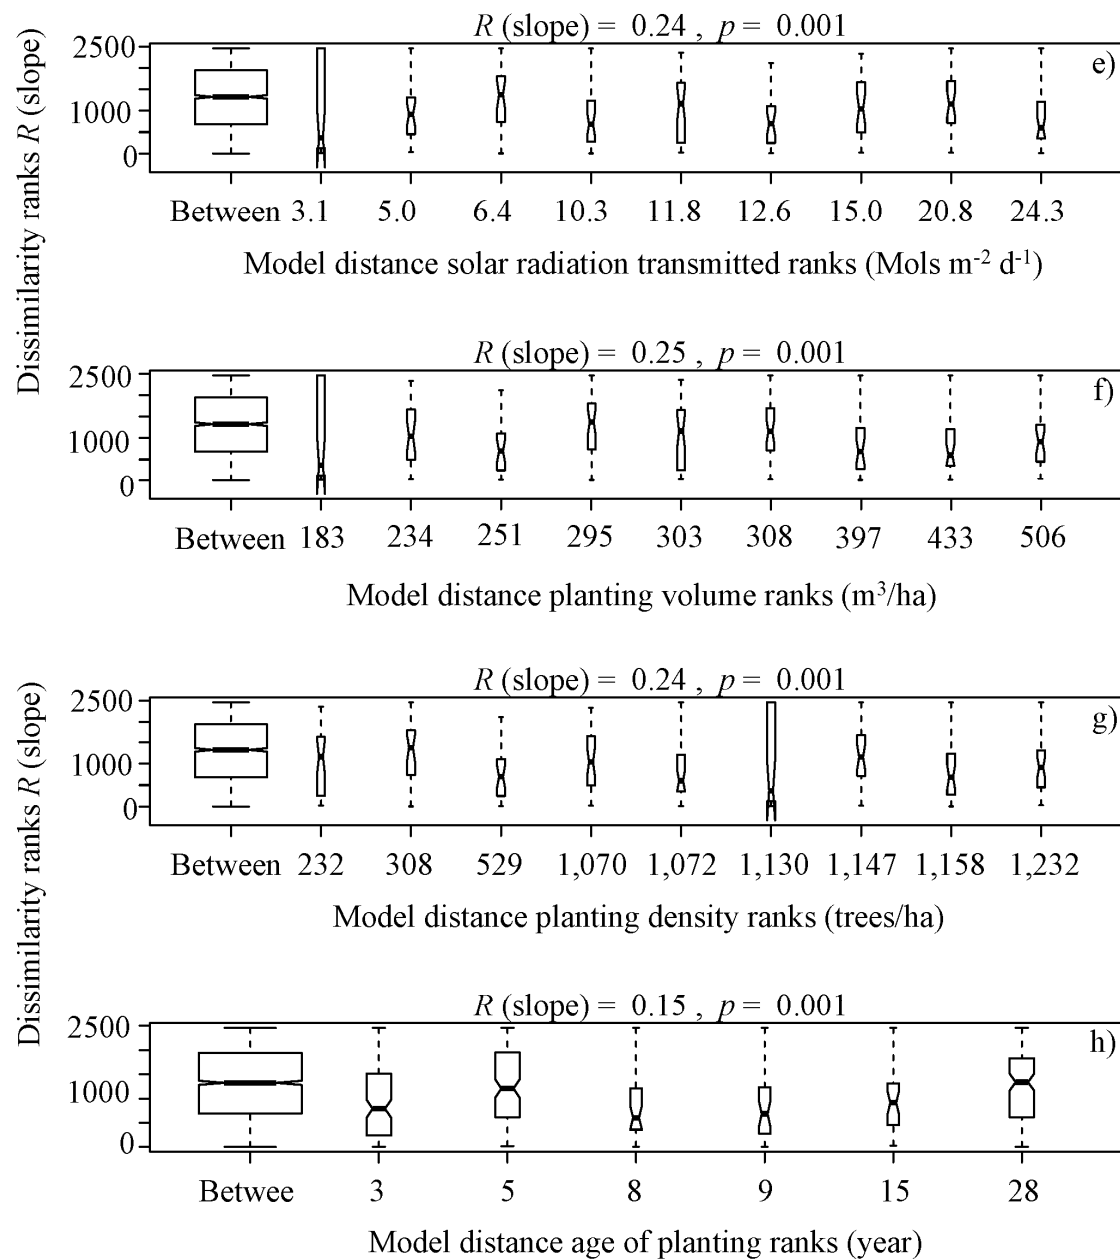 R (slope) = 0.24 , p = 0.001
e)
Dissimilarity ranks R (slope)
2500
1000
0
Between 3.1 5.0 6.4 10.3 11.8 12.6 15.0 20.8 24.3
Model distance solar radiation transmitted ranks (Mols m-2 d-1)
R (slope) = 0.25 , p = 0.001
f)
2500
1000
0
Between 183 234 251 295 303 308 397 433 506
Model distance planting volume ranks (m3/ha)
R (slope) = 0.24 , p = 0.001
g)
Dissimilarity ranks R (slope)
2500
1000
0
Between 232 308 529 1,070 1,072 1,130 1,147 1,158 1,232
Model distance planting density ranks (trees/ha)
R (slope) = 0.15 , p = 0.001
h)
2500
1000
0
Betwee 3 5 8 9 15 28
Model distance age of planting ranks (year)